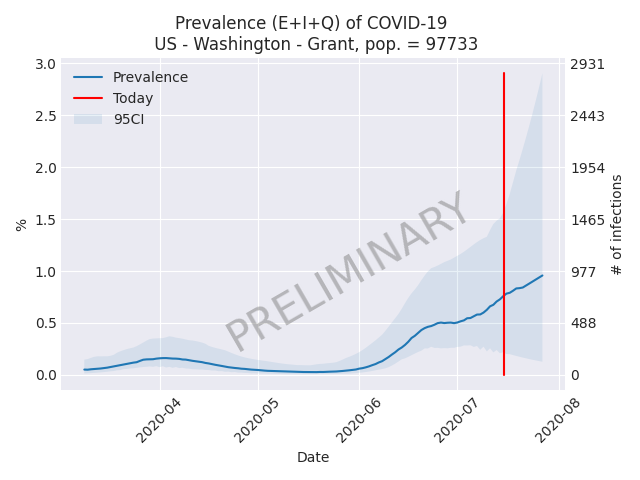 Prevalence (E+I+Q) of COVID-19
US - Washington - Grant, pop. = 97733
Prevalence
Today
95CI
3.0
2.5
2.0
1.5
1.0
0.5
0.0
%
2931
2443
1954
1465
977
488
0
# of infections
PRELIMINARY
2020-04
2020-05
2020-06
2020-07
2020-08
Date